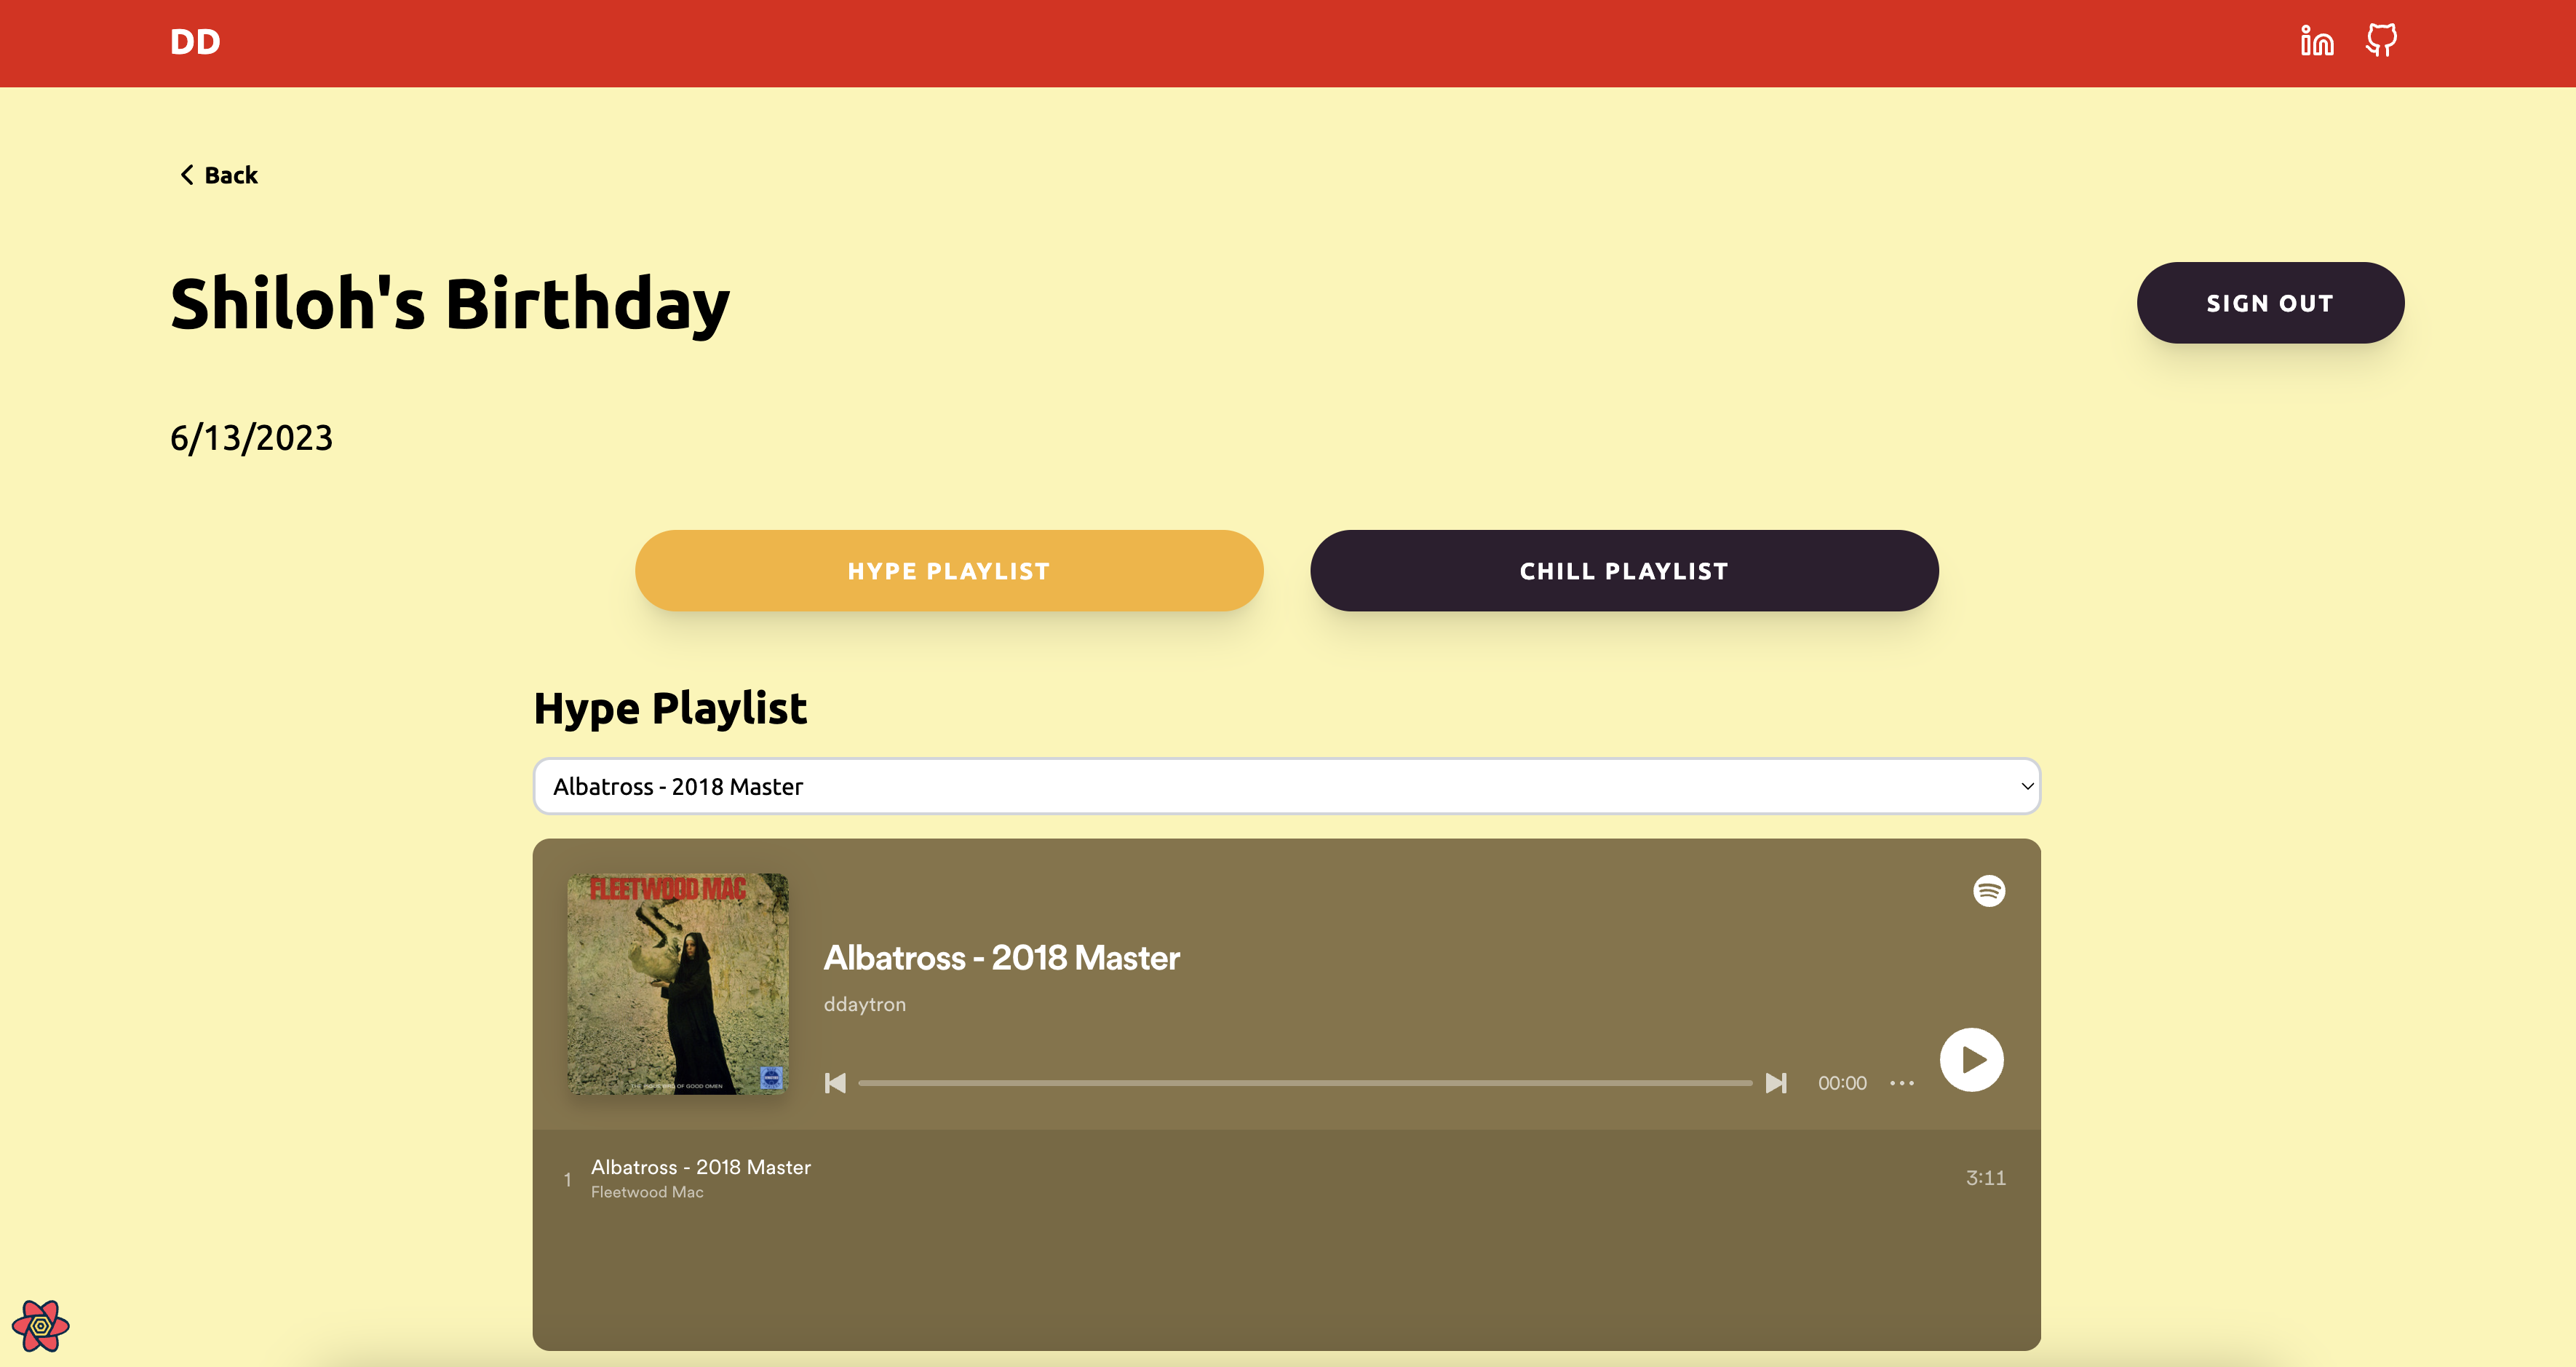 DD
Back
Shiloh's Birthday
SIGN OUT
6/13/2023
HYPE PLAYLIST
CHILL PLAYLIST
Hype Playlist
Albatross - 2018 Master
FLEETWOOD MAC
Albatross - 2018 Master
ddaytron
00:00
1
Albatross - 2018 Master
Fleetwood Mac
3:11